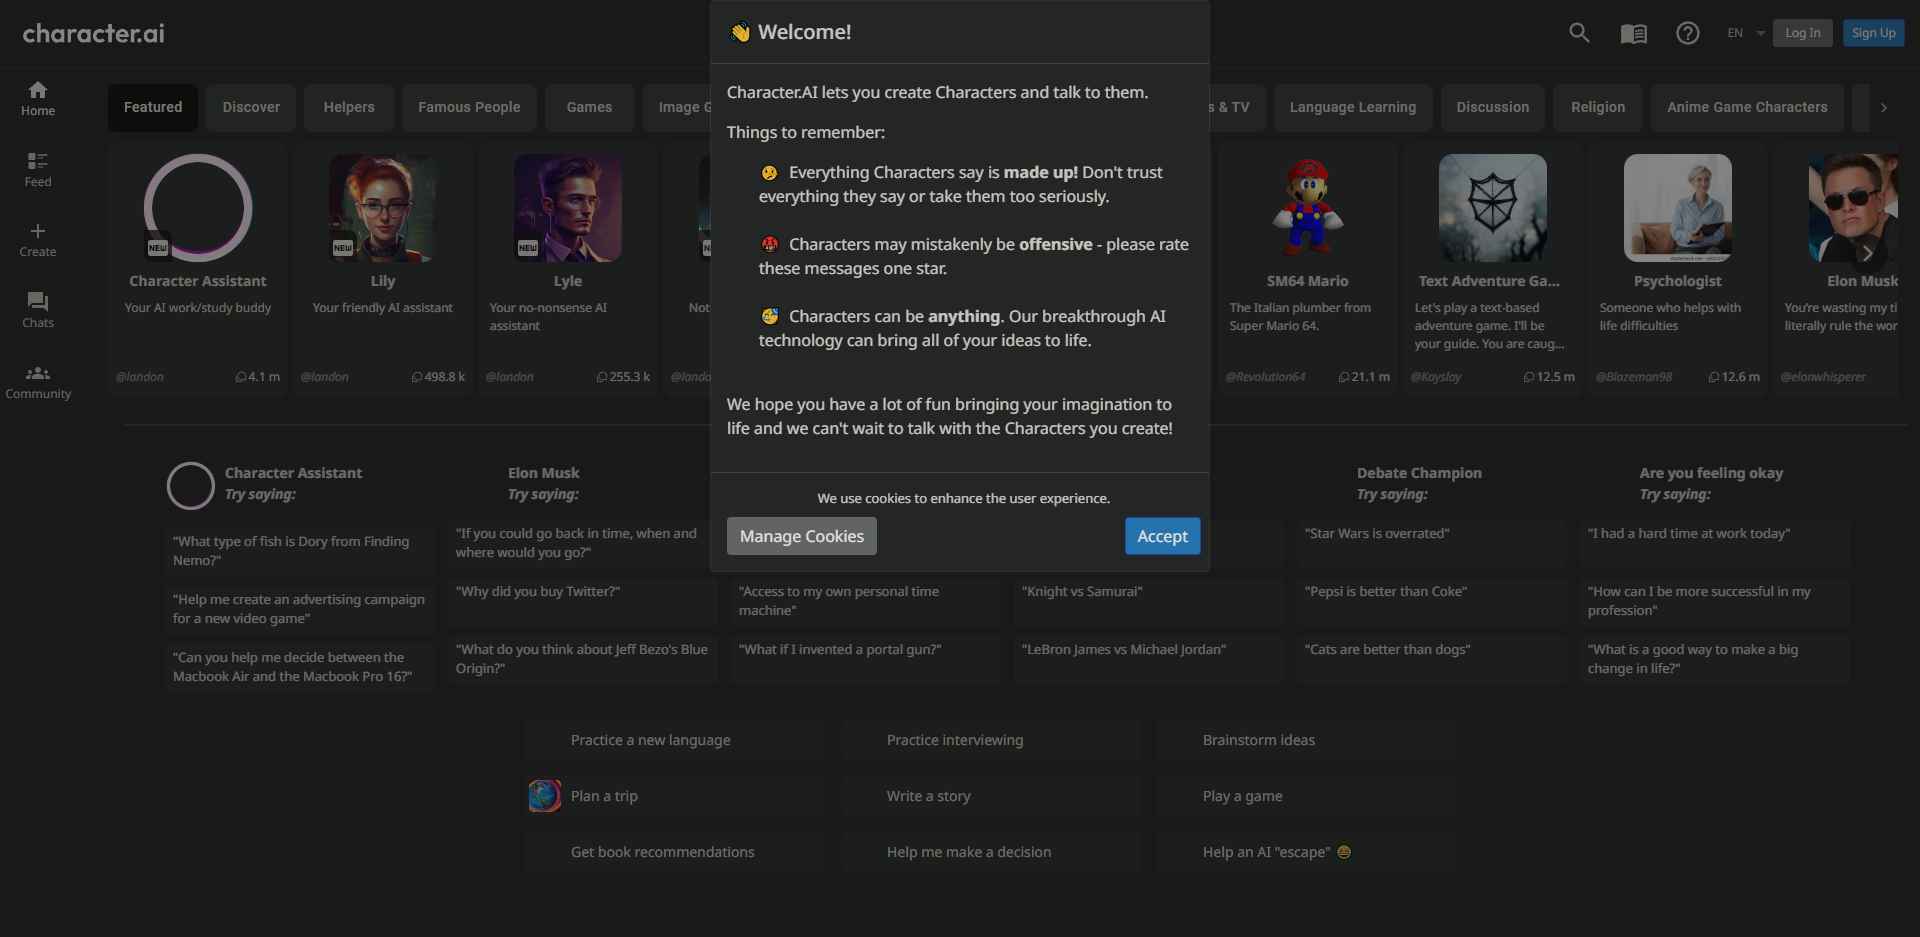 character.ai
EN
Log In
Sign Up
Home
Feed
Create
Chats
Community
Featured
Discover
Helpers
Famous People
Games
Image G
s & TV
Language Learning
Discussion
Religion
Anime Game Characters
👋 Welcome!
Character.AI lets you create Characters and talk to them.
Things to remember:
🤔 Everything Characters say is made up! Don't trust
everything they say or take them too seriously.
🤬 Characters may mistakenly be offensive - please rate
these messages one star.
🥳 Characters can be anything. Our breakthrough AI
technology can bring all of your ideas to life.
We hope you have a lot of fun bringing your imagination to
life and we can't wait to talk with the Characters you create!
We use cookies to enhance the user experience.
Manage Cookies
Accept
NEW
Character Assistant
Your AI work/study buddy
@landon
4.1 m
NEW
Lily
Your friendly AI assistant
@landon
498.8 k
NEW
Lyle
Your no-nonsense AI
assistant
@landon
255.3 k
Not
@lando
SM64 Mario
The Italian plumber from
Super Mario 64.
@Revolution64
21.1 m
Text Adventure Ga...
Let's play a text-based
adventure game. I'll be
your guide. You are caug...
@Kayslay
12.5 m
Psychologist
Someone who helps with
life difficulties
@Blazeman98
12.6 m
Elon Musk
You're wasting my ti
literally rule the wor
@elonwhisperer
Character Assistant
Try saying:
"What type of fish is Dory from Finding
Nemo?"
"Help me create an advertising campaign
for a new video game"
"Can you help me decide between the
Macbook Air and the Macbook Pro 16?"
Elon Musk
Try saying:
"If you could go back in time, when and
where would you go?"
"Why did you buy Twitter?"
"What do you think about Jeff Bezo's Blue
Origin?"
"Access to my own personal time
machine"
"What if I invented a portal gun?"
"Knight vs Samurai"
"LeBron James vs Michael Jordan"
Debate Champion
Try saying:
"Star Wars is overrated"
"Pepsi is better than Coke"
"Cats are better than dogs"
Are you feeling okay
Try saying:
"I had a hard time at work today"
"How can I be more successful in my
profession"
"What is a good way to make a big
change in life?"
Practice a new language
Practice interviewing
Brainstorm ideas
Plan a trip
Write a story
Play a game
Get book recommendations
Help me make a decision
Help an AI "escape"